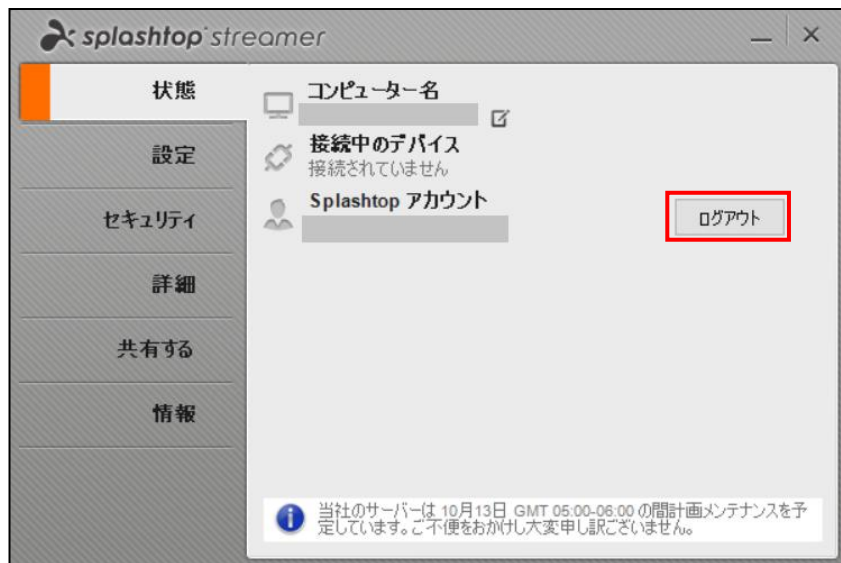 splashtop streamer
状態
設定
セキュリティ
詳細
共有する
情報
コンピューター名
接続中のデバイス
接続されていません
Splashtop アカウント
ログアウト
当社のサーバーは 10月13日 GMT 05:00-06:00 の間計画メンテナンスを予
定しています。ご不便をおかけし大変申し訳ございません。